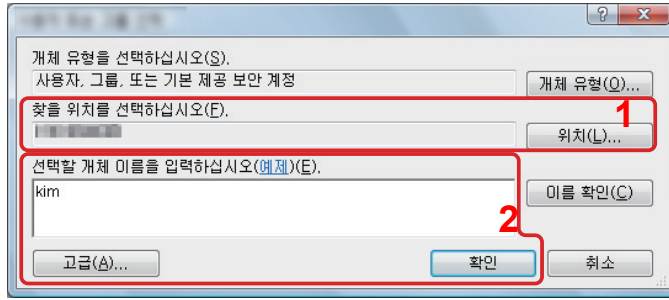 개체 유형을 선택하십시오(S).
사용자, 그룹, 또는 기본 제공 보안 계정
개체 유형(O)...
찾을 위치를 선택하십시오(F).
1
위치(L)...
선택할 개체 이름을 입력하십시오(예제)(E).
kim
이름 확인(C)
2
고급(A)...
확인
취소